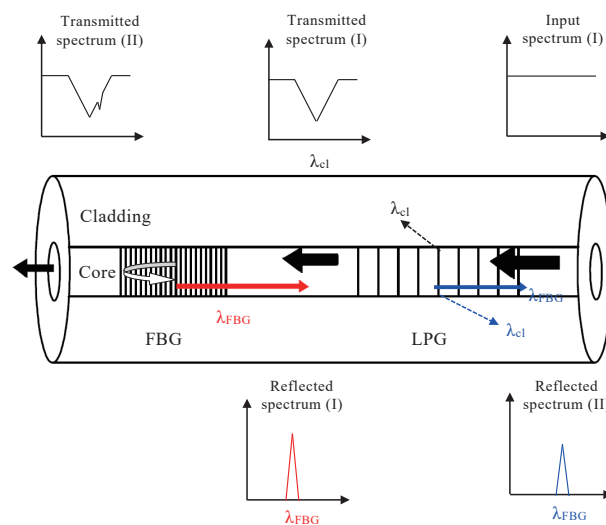 Transmitted
spectrum (II)
Transmitted
spectrum (I)
Input
spectrum (I)
λcl
Cladding
λcl
Core
λFBG
λFBG
λcl
FBG
LPG
Reflected
spectrum (I)
Reflected
spectrum (II)
λFBG
λFBG